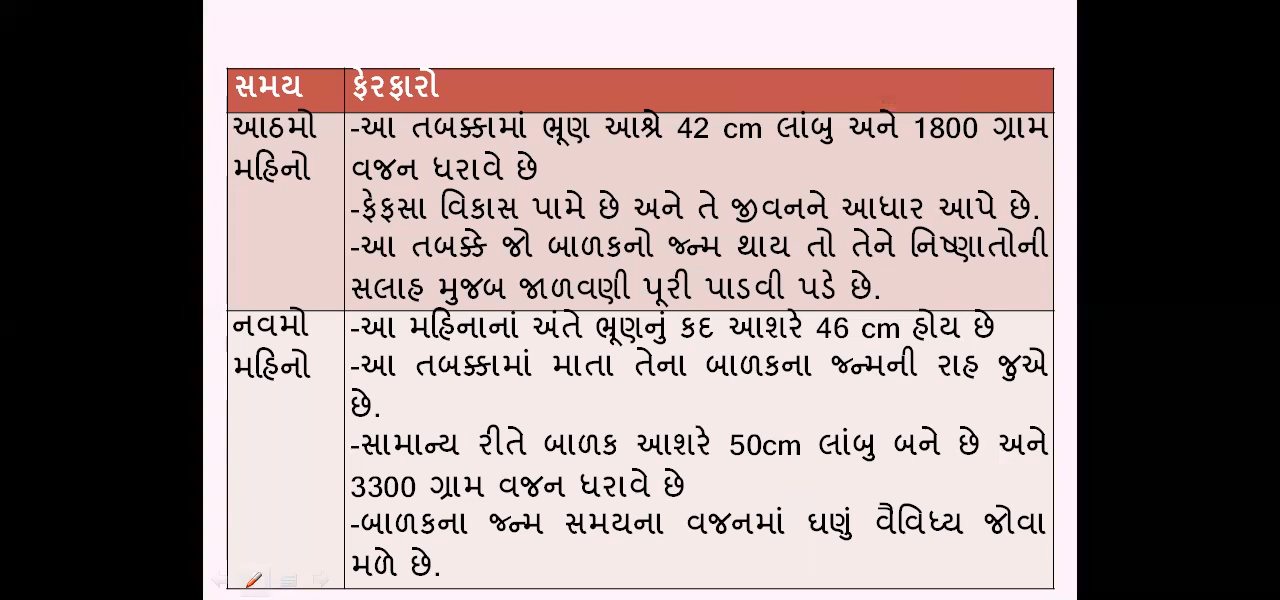 સમય ફેરફારો
આઠમો મહિનો
-આ તબક્કામાં ભ્રૂણ આશ્રે 42 cm લાંબુ અને 1800 ગ્રામ
વજન ધરાવે છે
-ફેફસા વિકાસ પામે છે અને તે જીવનને આધાર આપે છે.
-આ તબક્કે જો બાળકનો જન્મ થાય તો તેને નિષ્ણાતોની
સલાહ મુજબ જાળવણી પૂરી પાડવી પડે છે.
નવમો મહિનો
-આ મહિનાનાં અંતે ભ્રૂણનું કદ આશરે 46 cm હોય છે
-આ તબક્કામાં માતા તેના બાળકના જન્મની રાહ જુએ
છે.
-સામાન્ય રીતે બાળક આશરે 50cm લાંબુ બને છે અને
3300 ગ્રામ વજન ધરાવે છે
-બાળકના જન્મ સમયના વજનમાં ઘણું વૈવિધ્ય જોવા
મળે છે.